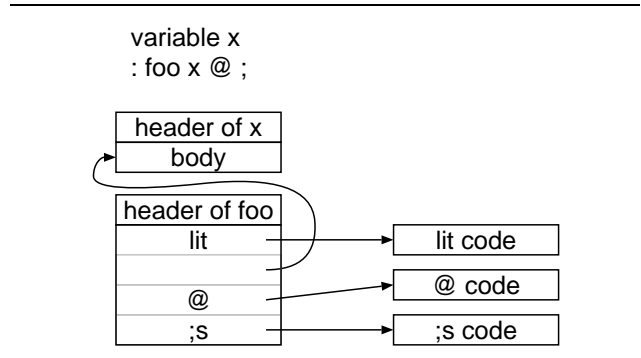 variable x
: foo x @ ;
header of x
body
header of foo
lit
lit code
@
@ code
;s
;s code